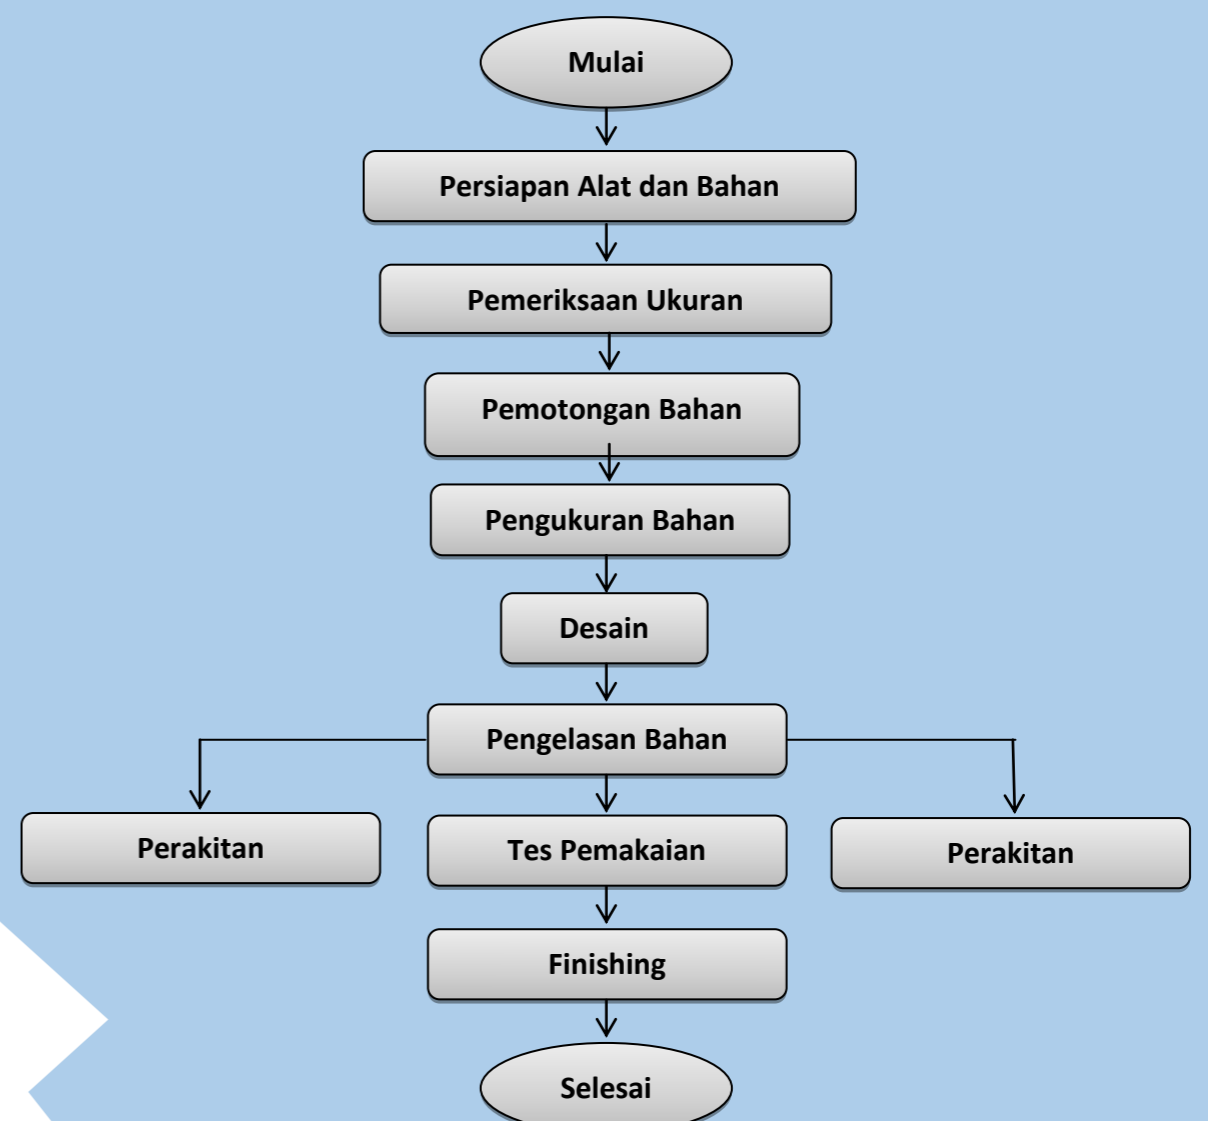 Mulai
Persiapan Alat dan Bahan
Pemeriksaan Ukuran
Pemotongan Bahan
Pengukuran Bahan
Desain
Pengelasan Bahan
Perakitan
Tes Pemakaian
Perakitan
Finishing
Selesai